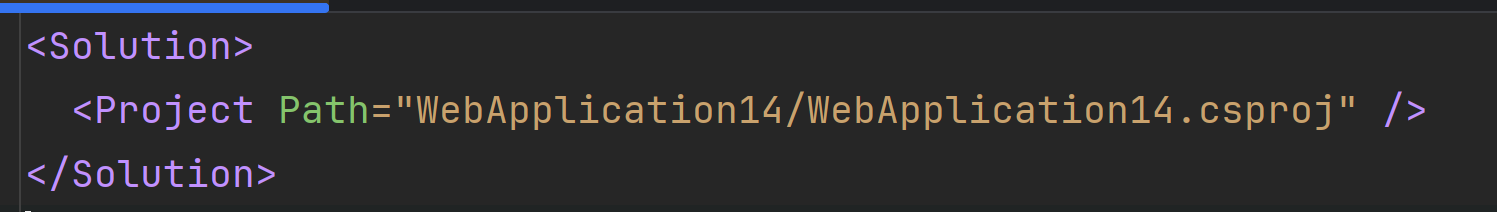 <Solution>
  <Project Path="WebApplication14/WebApplication14.csproj" />
</Solution>